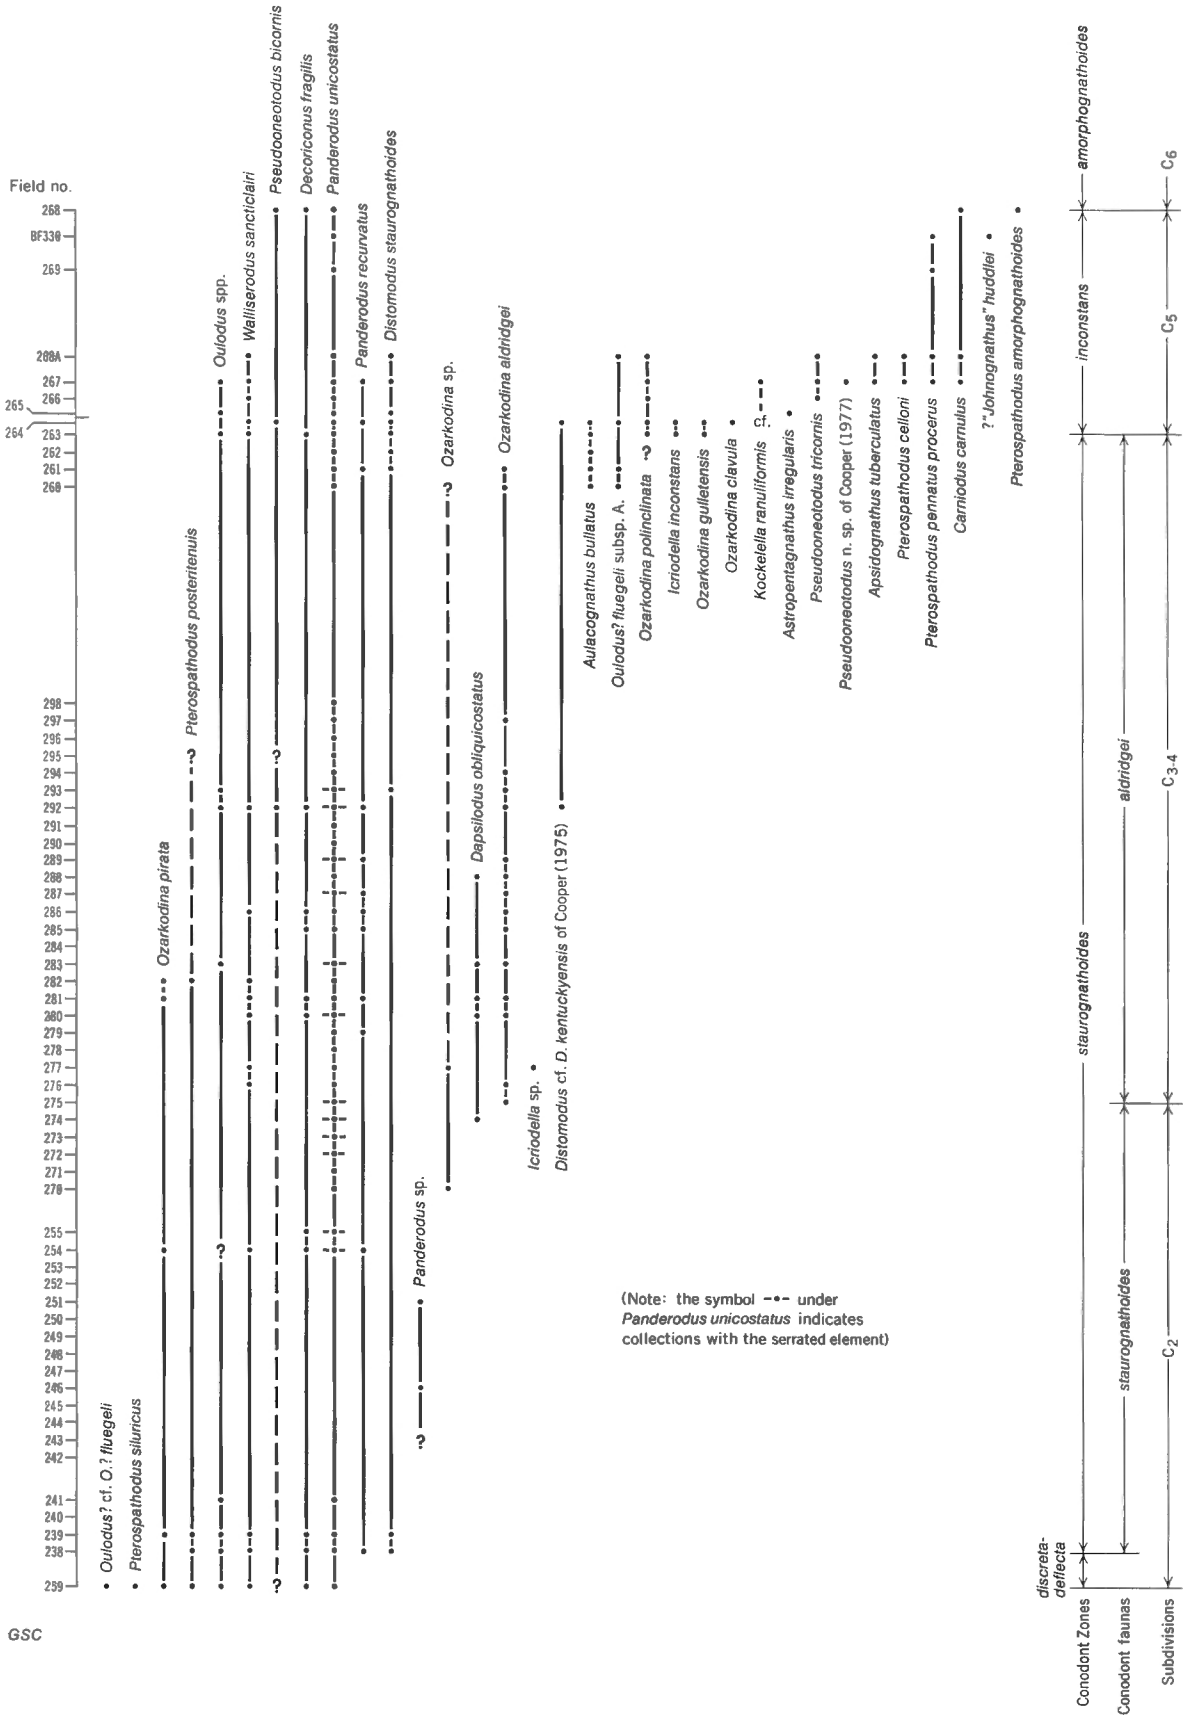 Field no.
268
BF330
269
268A
267
266
265
264
263
262
261
260
298
297
296
295
294
293
292
291
290
289
288
287
286
285
284
283
282
281
280
279
278
277
276
275
274
273
272
271
270
255
254
253
252
251
250
249
248
247
246
245
244
243
242
241
240
239
238
259
GSC
Oulodus? cf. O.? fluegeli
Pterospathodus siluricus
Ozarkodina pirata
Pterospathodus posteritenuis
?
Oulodus spp.
?
Walliserodus sancticlairi
Pseudooneotodus bicornis
?
?
Decoriconus fragilis
Panderodus unicostatus
Panderodus recurvatus
Distomodus staurognathoides
Panderodus sp.
?
Ozarkodina sp.
?
Dapsilodus obliquicostatus
Ozarkodina aldridgei
Icriodella sp.
Distomodus cf. D. kentuckyensis of Cooper (1975)
Aulacognathus bullatus
Oulodus? fluegeli subsp. A.
Ozarkodina polinclinata
?
Icriodella inconstans
Ozarkodina gulletensis
Ozarkodina clavula
Kockelella ranuliformis
cf.
Astropentagnathus irregularis
Pseudooneotodus tricornis
Pseudooneotodus n. sp. of Cooper (1977)
Apsidognathus tuberculatus
Pterospathodus celloni
Pterospathodus pennatus procerus
Carniodus carnulus
?"Johnognathus" huddlei
Pterospathodus amorphognathoides
(Note: the symbol --•-- under
Panderodus unicostatus indicates
collections with the serrated element)
Conodont Zones
discreta-
deflecta
staurognathoides
inconstans
amorphognathoides
Conodont faunas
staurognathoides
aldridgei
Subdivisions
C2
C3-4
C5
C6